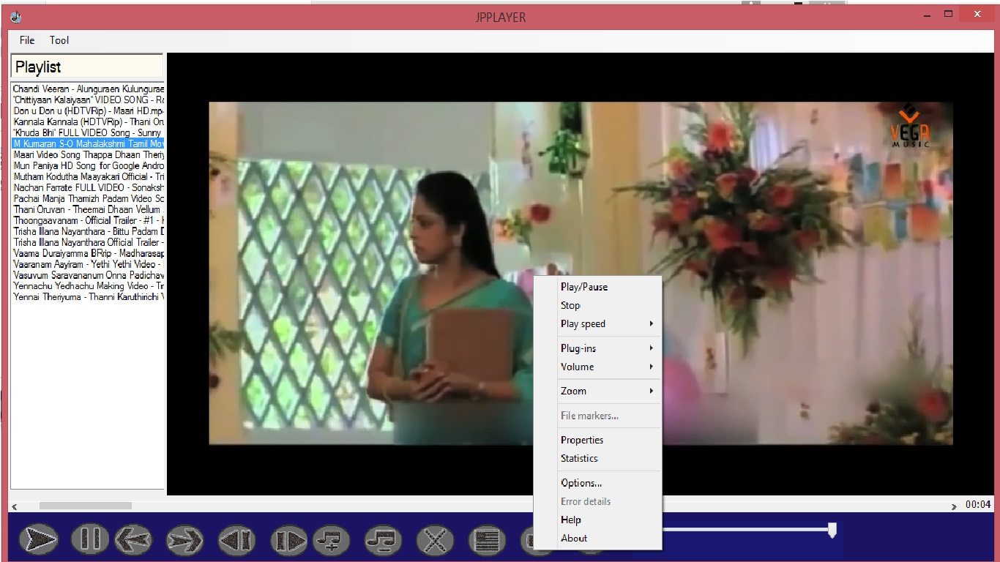 JPPLAYER
File Tool
Playlist
Chandi Veeran - Alunguraen Kulungurae
"Chittiyaan Kalaiyaan" VIDEO SONG - Ro
Don u Don u (HDTVRip) - Maari HD.mp
Kannala Kannala (HDTVRip) - Thani Oru
'Khuda Bhi' FULL VIDEO Song - Sunny
M Kumaran S-O Mahalakshmi Tamil Mov
Maari Video Song Thappa Dhaan Theriy
Mun Paniya HD Song for Google Andro
Mutham Kodutha Maayakari Official - Tri
Nachan Farrate FULL VIDEO - Sonaksh
Pachai Manja Thamizh Padam Video So
Thani Oruvan - Theemai Dhaan Vellum
Thoongaavanam - Official Trailer - #1 -
Trisha Illana Nayanthara - Bittu Padam D
Trisha Illana Nayanthara Official Trailer -
Vaama Duraiyamma BRrip - Madharasap
Vaaranam Aayiram - Yethi Yethi Video -
Vasuvum Saravananum Onna Padichav
Yennachu Yedhachu Making Video - Tr
Yennai Theriyuma - Thanni Karuthirichi V
VEGA
MUSIC
Play/Pause
Stop
Play speed
Plug-ins
Volume
Zoom
File markers...
Properties
Statistics
Options...
Error details
Help
About
00:04